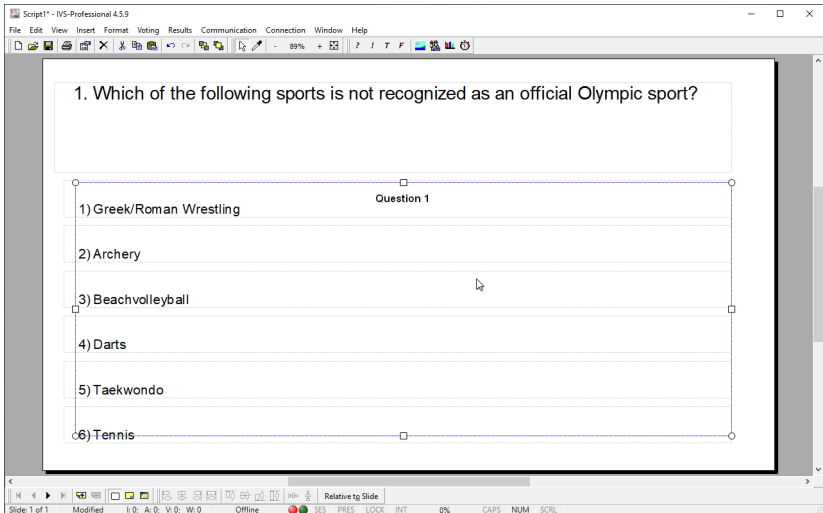 Script1* - IVS-Professional 4.5.9
File Edit View Insert Format Voting Results Communication Connection Window Help
- 89% + ? ! T F
1. Which of the following sports is not recognized as an official Olympic sport?
Question 1
1) Greek/Roman Wrestling
2) Archery
3) Beachvolleyball
4) Darts
5) Taekwondo
6) Tennis
Relative to Slide
Slide: 1 of 1 Modified I: 0: A: 0: V: 0: W: 0 Offline SES PRES LOCK INT 0% CAPS NUM SCRL